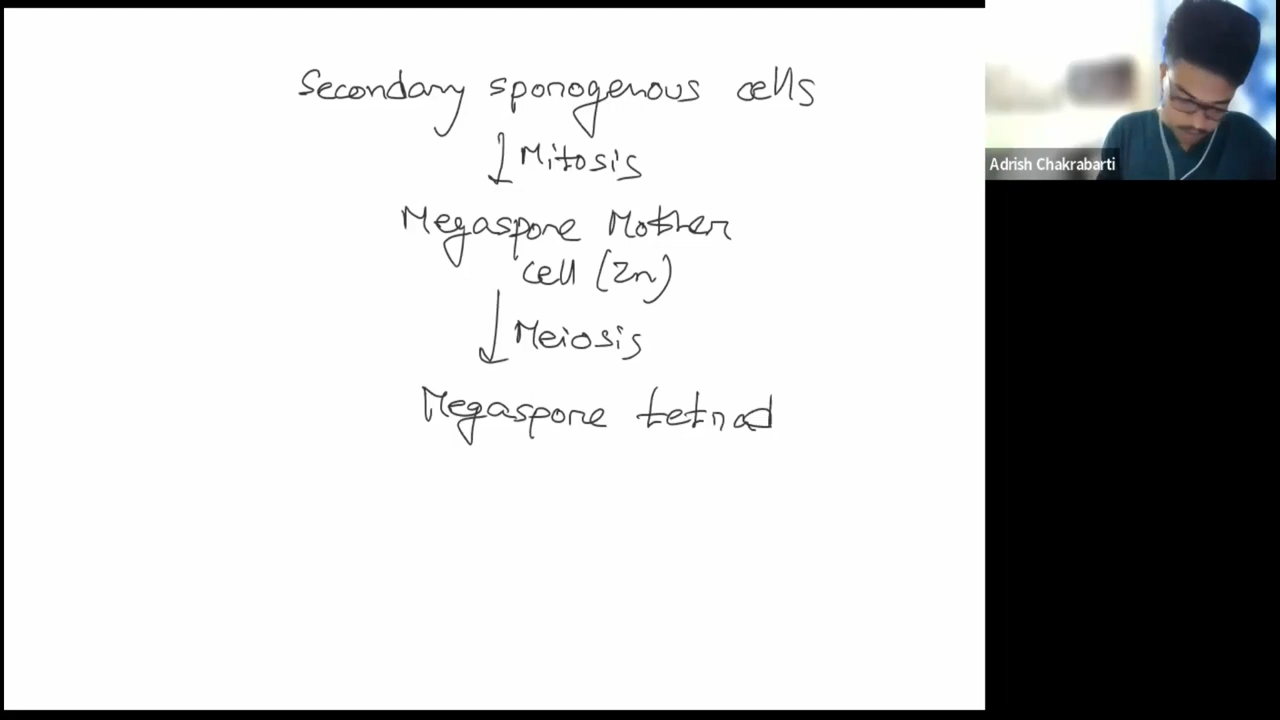 Secondary sporogenous cells
Mitosis
Megaspore Mother
cell (2n)
Meiosis
Megaspore tetrad
Adrish Chakrabarti